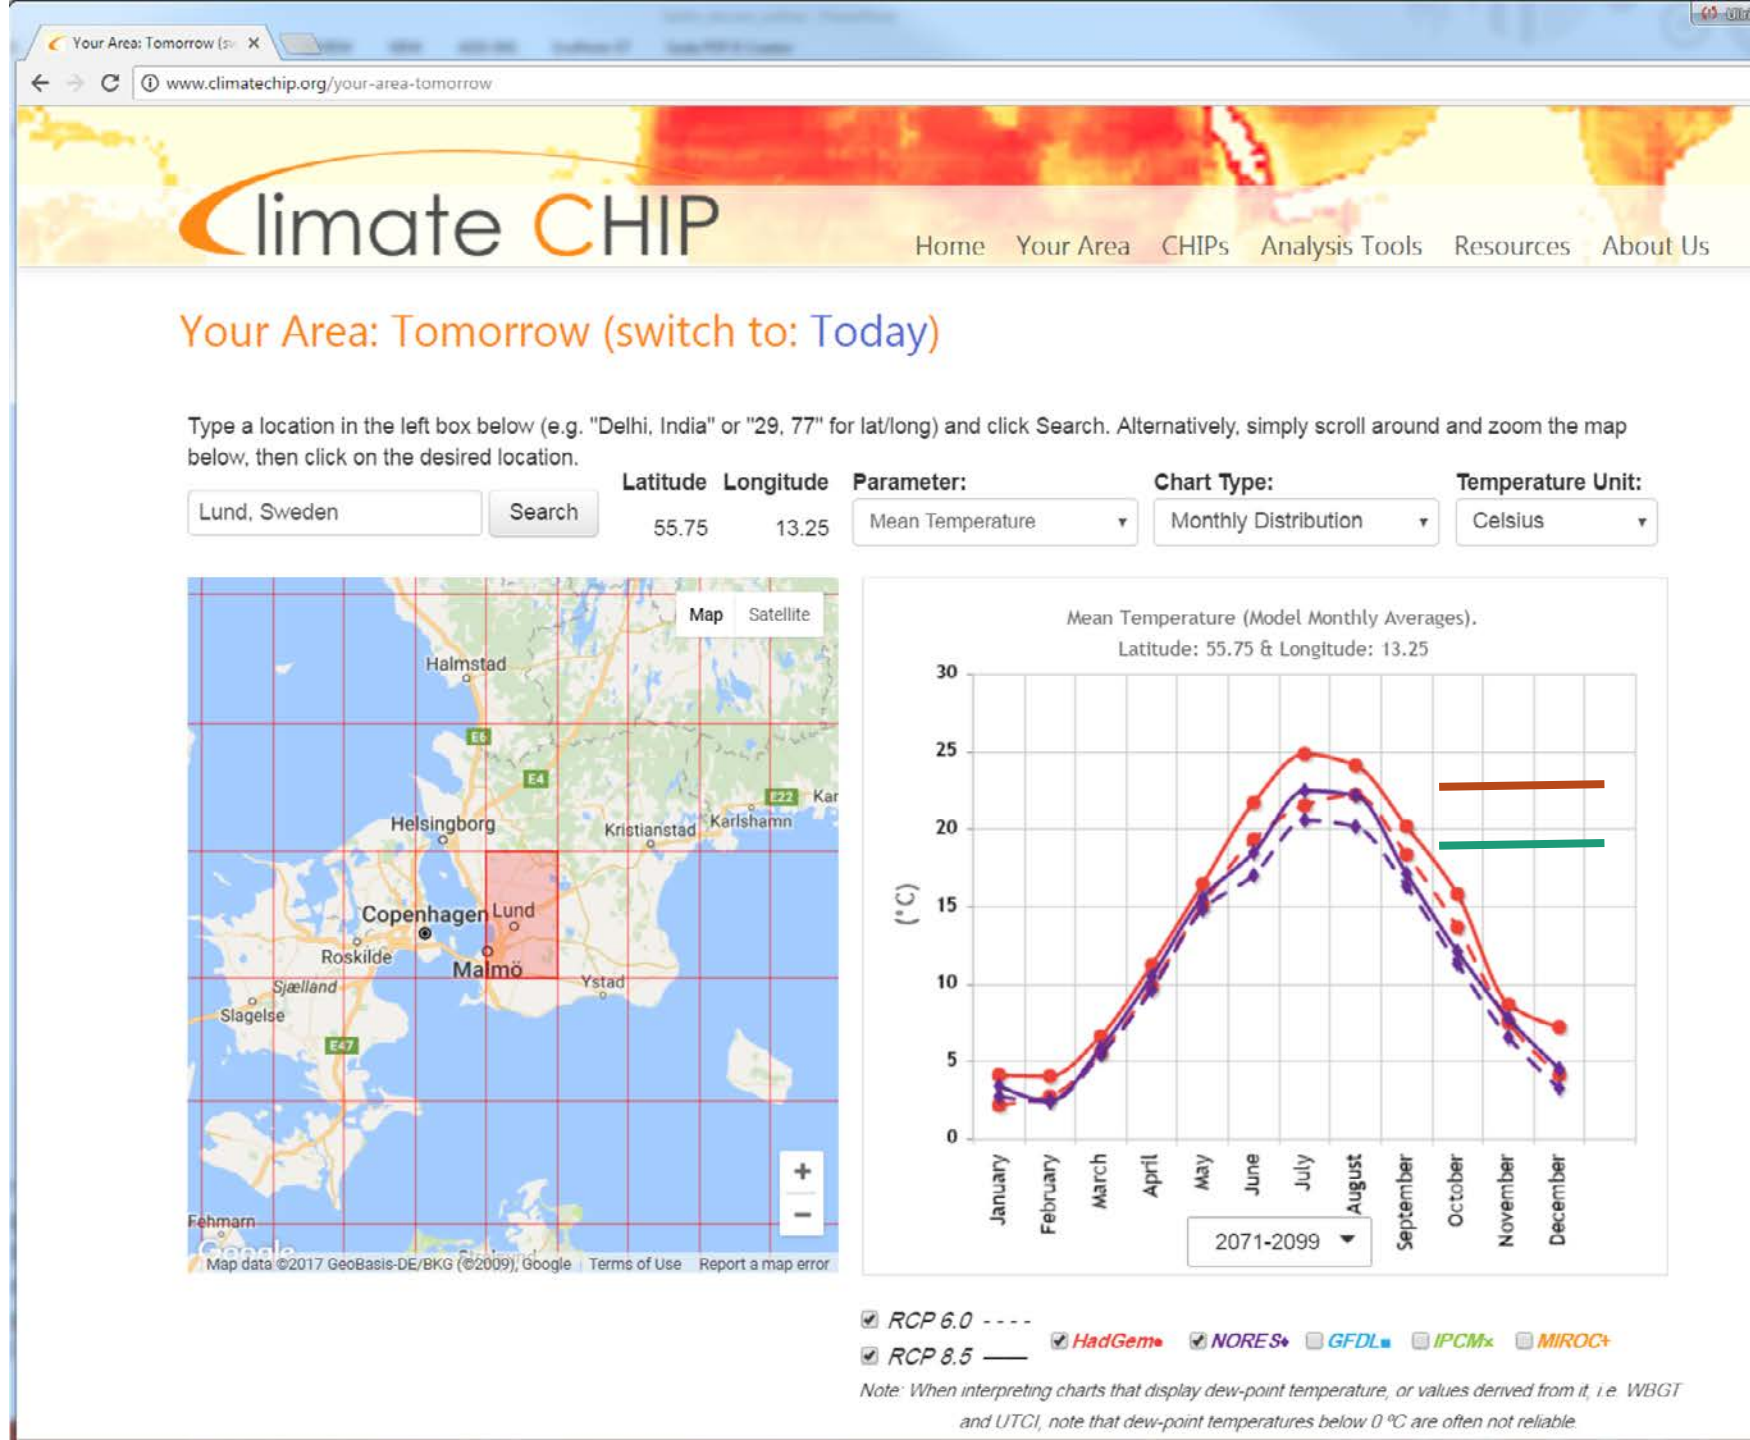 Your Area: Tomorrow (s
www.climatechip.org/your-area-tomorrow
Climate CHIP
Home Your Area CHIPs Analysis Tools Resources About Us
Your Area: Tomorrow (switch to: Today)
Type a location in the left box below (e.g. "Delhi, India" or "29, 77" for lat/long) and click Search. Alternatively, simply scroll around and zoom the map
below, then click on the desired location.
Latitude Longitude Parameter: Chart Type: Temperature Unit:
Lund, Sweden Search 55.75 13.25 Mean Temperature Monthly Distribution Celsius
Map Satellite
Halmstad
E6
E4
E22 Kar
Helsingborg Kristianstad Karlshamn
Copenhagen Lund
Roskilde Malmö
Sjælland Ystad
Slagelse
E47
+
−
Fehmarn
Google Stralsund
Map data ©2017 GeoBasis-DE/BKG (©2009), Google Terms of Use Report a map error
Mean Temperature (Model Monthly Averages).
Latitude: 55.75 & Longitude: 13.25
30
25
20
15
10
5
0
(°C)
January February March April May June July August September October November December
2071-2099
RCP 6.0 ----
RCP 8.5 ——
HadGem NORES GFDL IPCM× MIROC+
Note: When interpreting charts that display dew-point temperature, or values derived from it, i.e. WBGT
and UTCI, note that dew-point temperatures below 0 ºC are often not reliable.